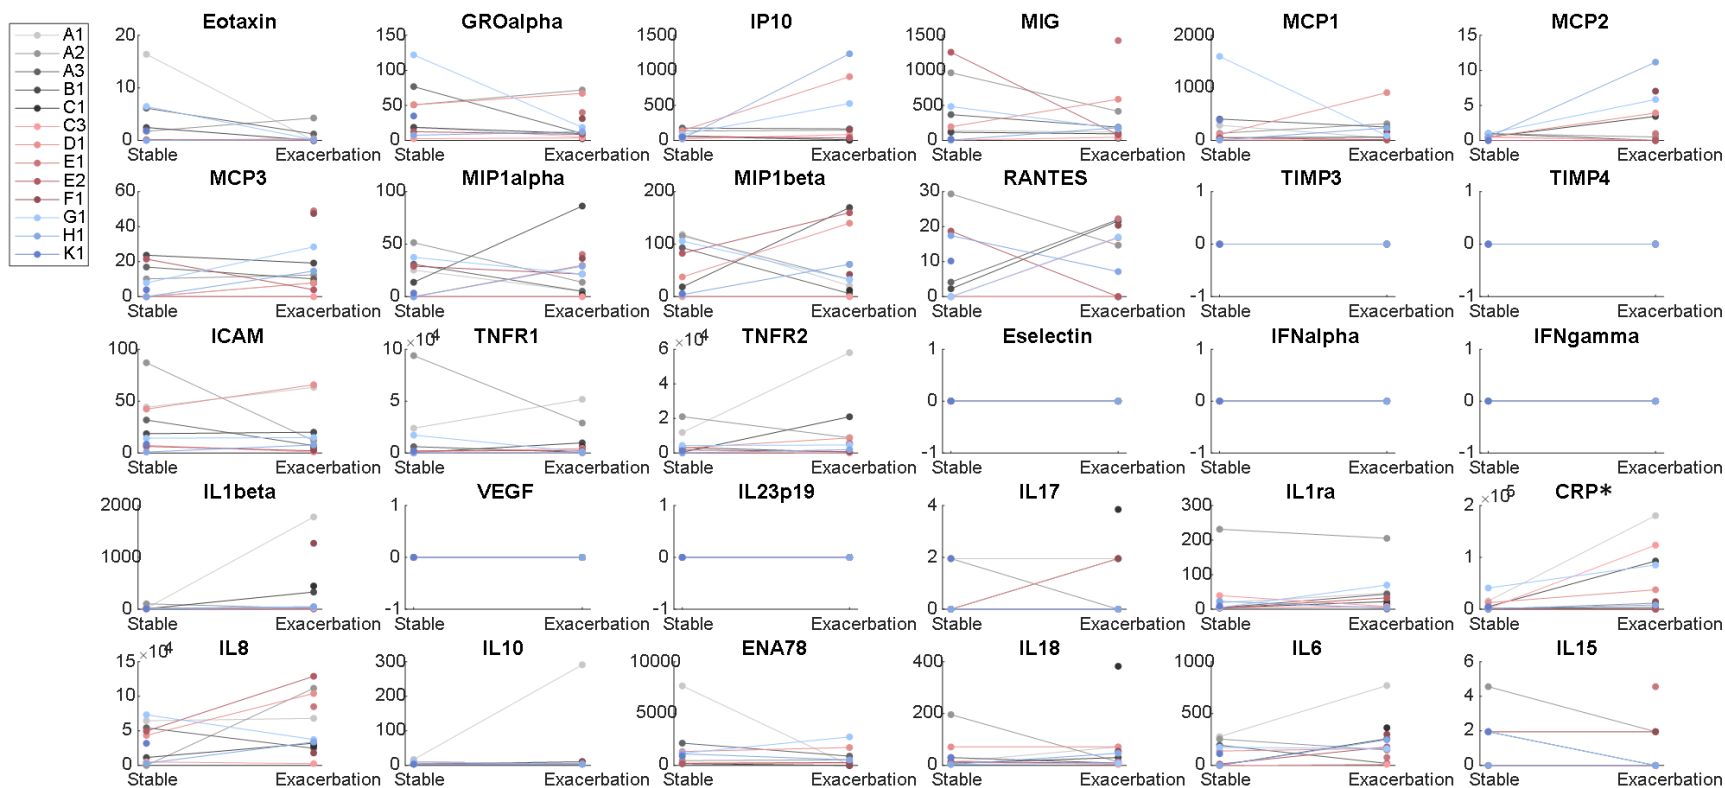 A1
A2
A3
B1
C1
C3
D1
E1
E2
F1
G1
H1
K1
Eotaxin
20
10
0
Stable
Exacerbation
GROalpha
150
100
50
0
Stable
Exacerbation
IP10
1500
1000
500
0
Stable
Exacerbation
MIG
1500
1000
500
0
Stable
Exacerbation
MCP1
2000
1000
0
Stable
Exacerbation
MCP2
15
10
5
0
Stable
Exacerbation
MCP3
60
40
20
0
Stable
Exacerbation
MIP1alpha
100
50
0
Stable
Exacerbation
MIP1beta
200
100
0
Stable
Exacerbation
RANTES
30
20
10
0
Stable
Exacerbation
TIMP3
1
0
-1
Stable
Exacerbation
TIMP4
1
0
-1
Stable
Exacerbation
ICAM
100
50
0
Stable
Exacerbation
TNFR1
×10⁴
10
5
0
Stable
Exacerbation
TNFR2
×10⁴
6
4
2
0
Stable
Exacerbation
Eselectin
1
0
-1
Stable
Exacerbation
IFNalpha
1
0
-1
Stable
Exacerbation
IFNgamma
1
0
-1
Stable
Exacerbation
IL1beta
2000
1000
0
Stable
Exacerbation
VEGF
1
0
-1
Stable
Exacerbation
IL23p19
1
0
-1
Stable
Exacerbation
IL17
4
2
0
Stable
Exacerbation
IL1ra
300
200
100
0
Stable
Exacerbation
CRP*
2
1
0
Stable
Exacerbation
IL8
×10⁴
15
10
5
0
Stable
Exacerbation
IL10
300
200
100
0
Stable
Exacerbation
ENA78
10000
5000
0
Stable
Exacerbation
IL18
400
200
0
Stable
Exacerbation
IL6
1000
500
0
Stable
Exacerbation
IL15
6
4
2
0
Stable
Exacerbation